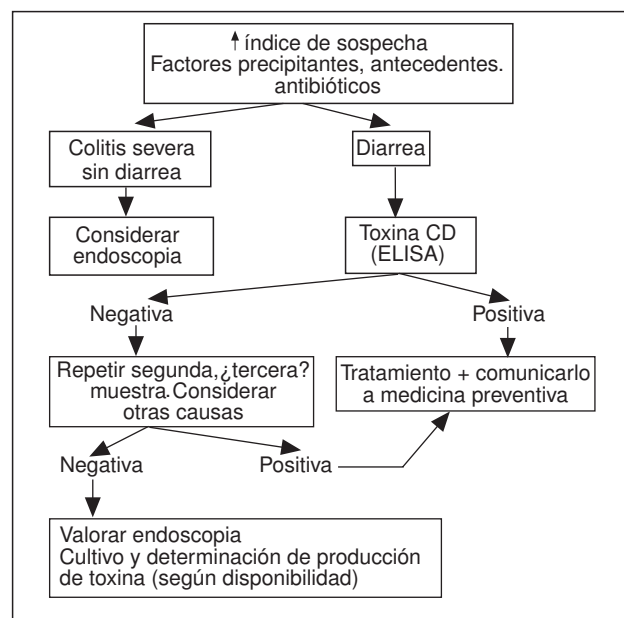 ↑ índice de sospecha
Factores precipitantes, antecedentes.
antibióticos
Colitis severa
sin diarrea
Diarrea
Considerar
endoscopia
Toxina CD
(ELISA)
Negativa
Positiva
Repetir segunda,¿tercera?
muestra.Considerar
otras causas
Tratamiento + comunicarlo
a medicina preventiva
Negativa
Positiva
Valorar endoscopia
Cultivo y determinación de producción
de toxina (según disponibilidad)